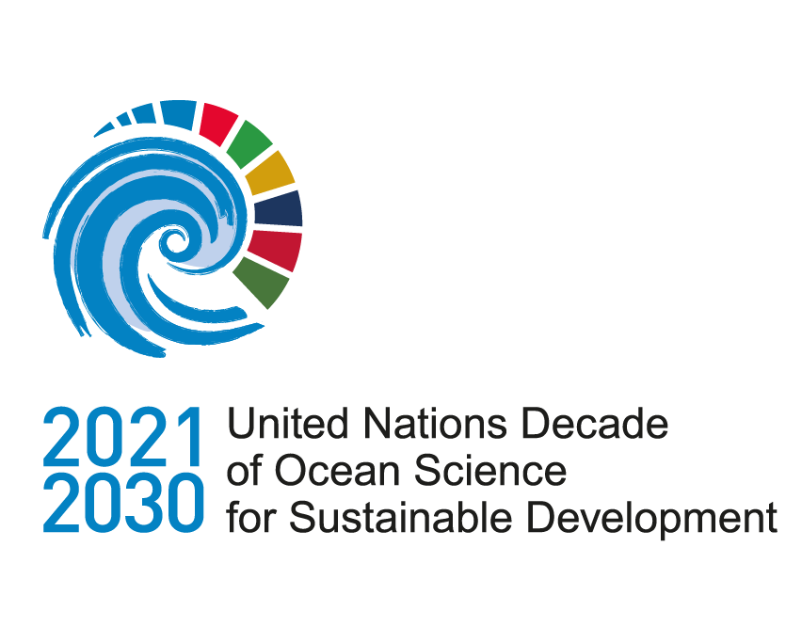 2021
2030
United Nations Decade
of Ocean Science
for Sustainable Development